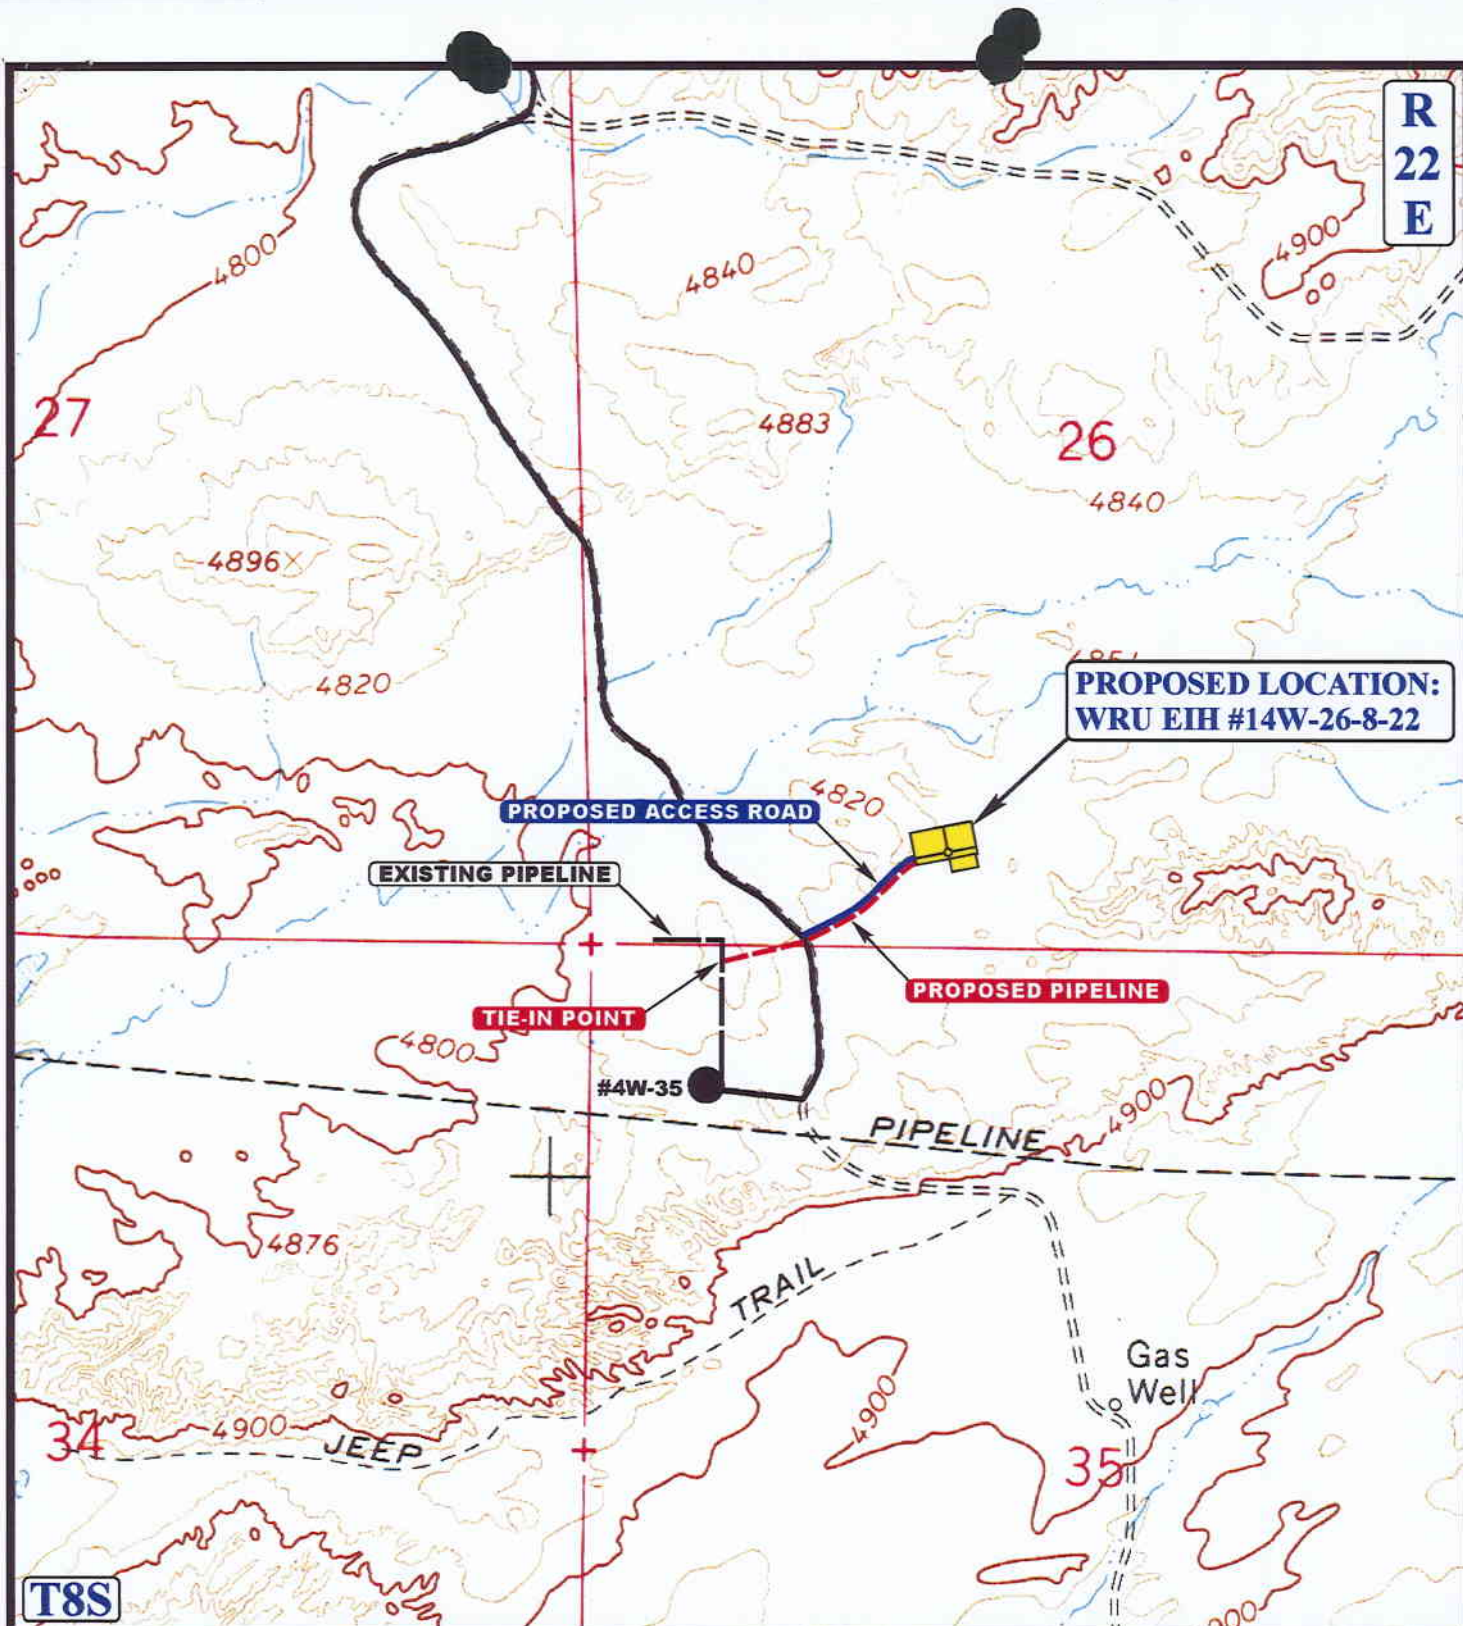 R
22
E
4800
4840
4900
27
4883
26
4840
4896
4820
PROPOSED LOCATION:
WRU EIH #14W-26-8-22
4820
PROPOSED ACCESS ROAD
EXISTING PIPELINE
PROPOSED PIPELINE
TIE-IN POINT
4800
#4W-35
4900
PIPELINE
4876
TRAIL
Gas
Well
4900
34
4900
JEEP
35
T8S